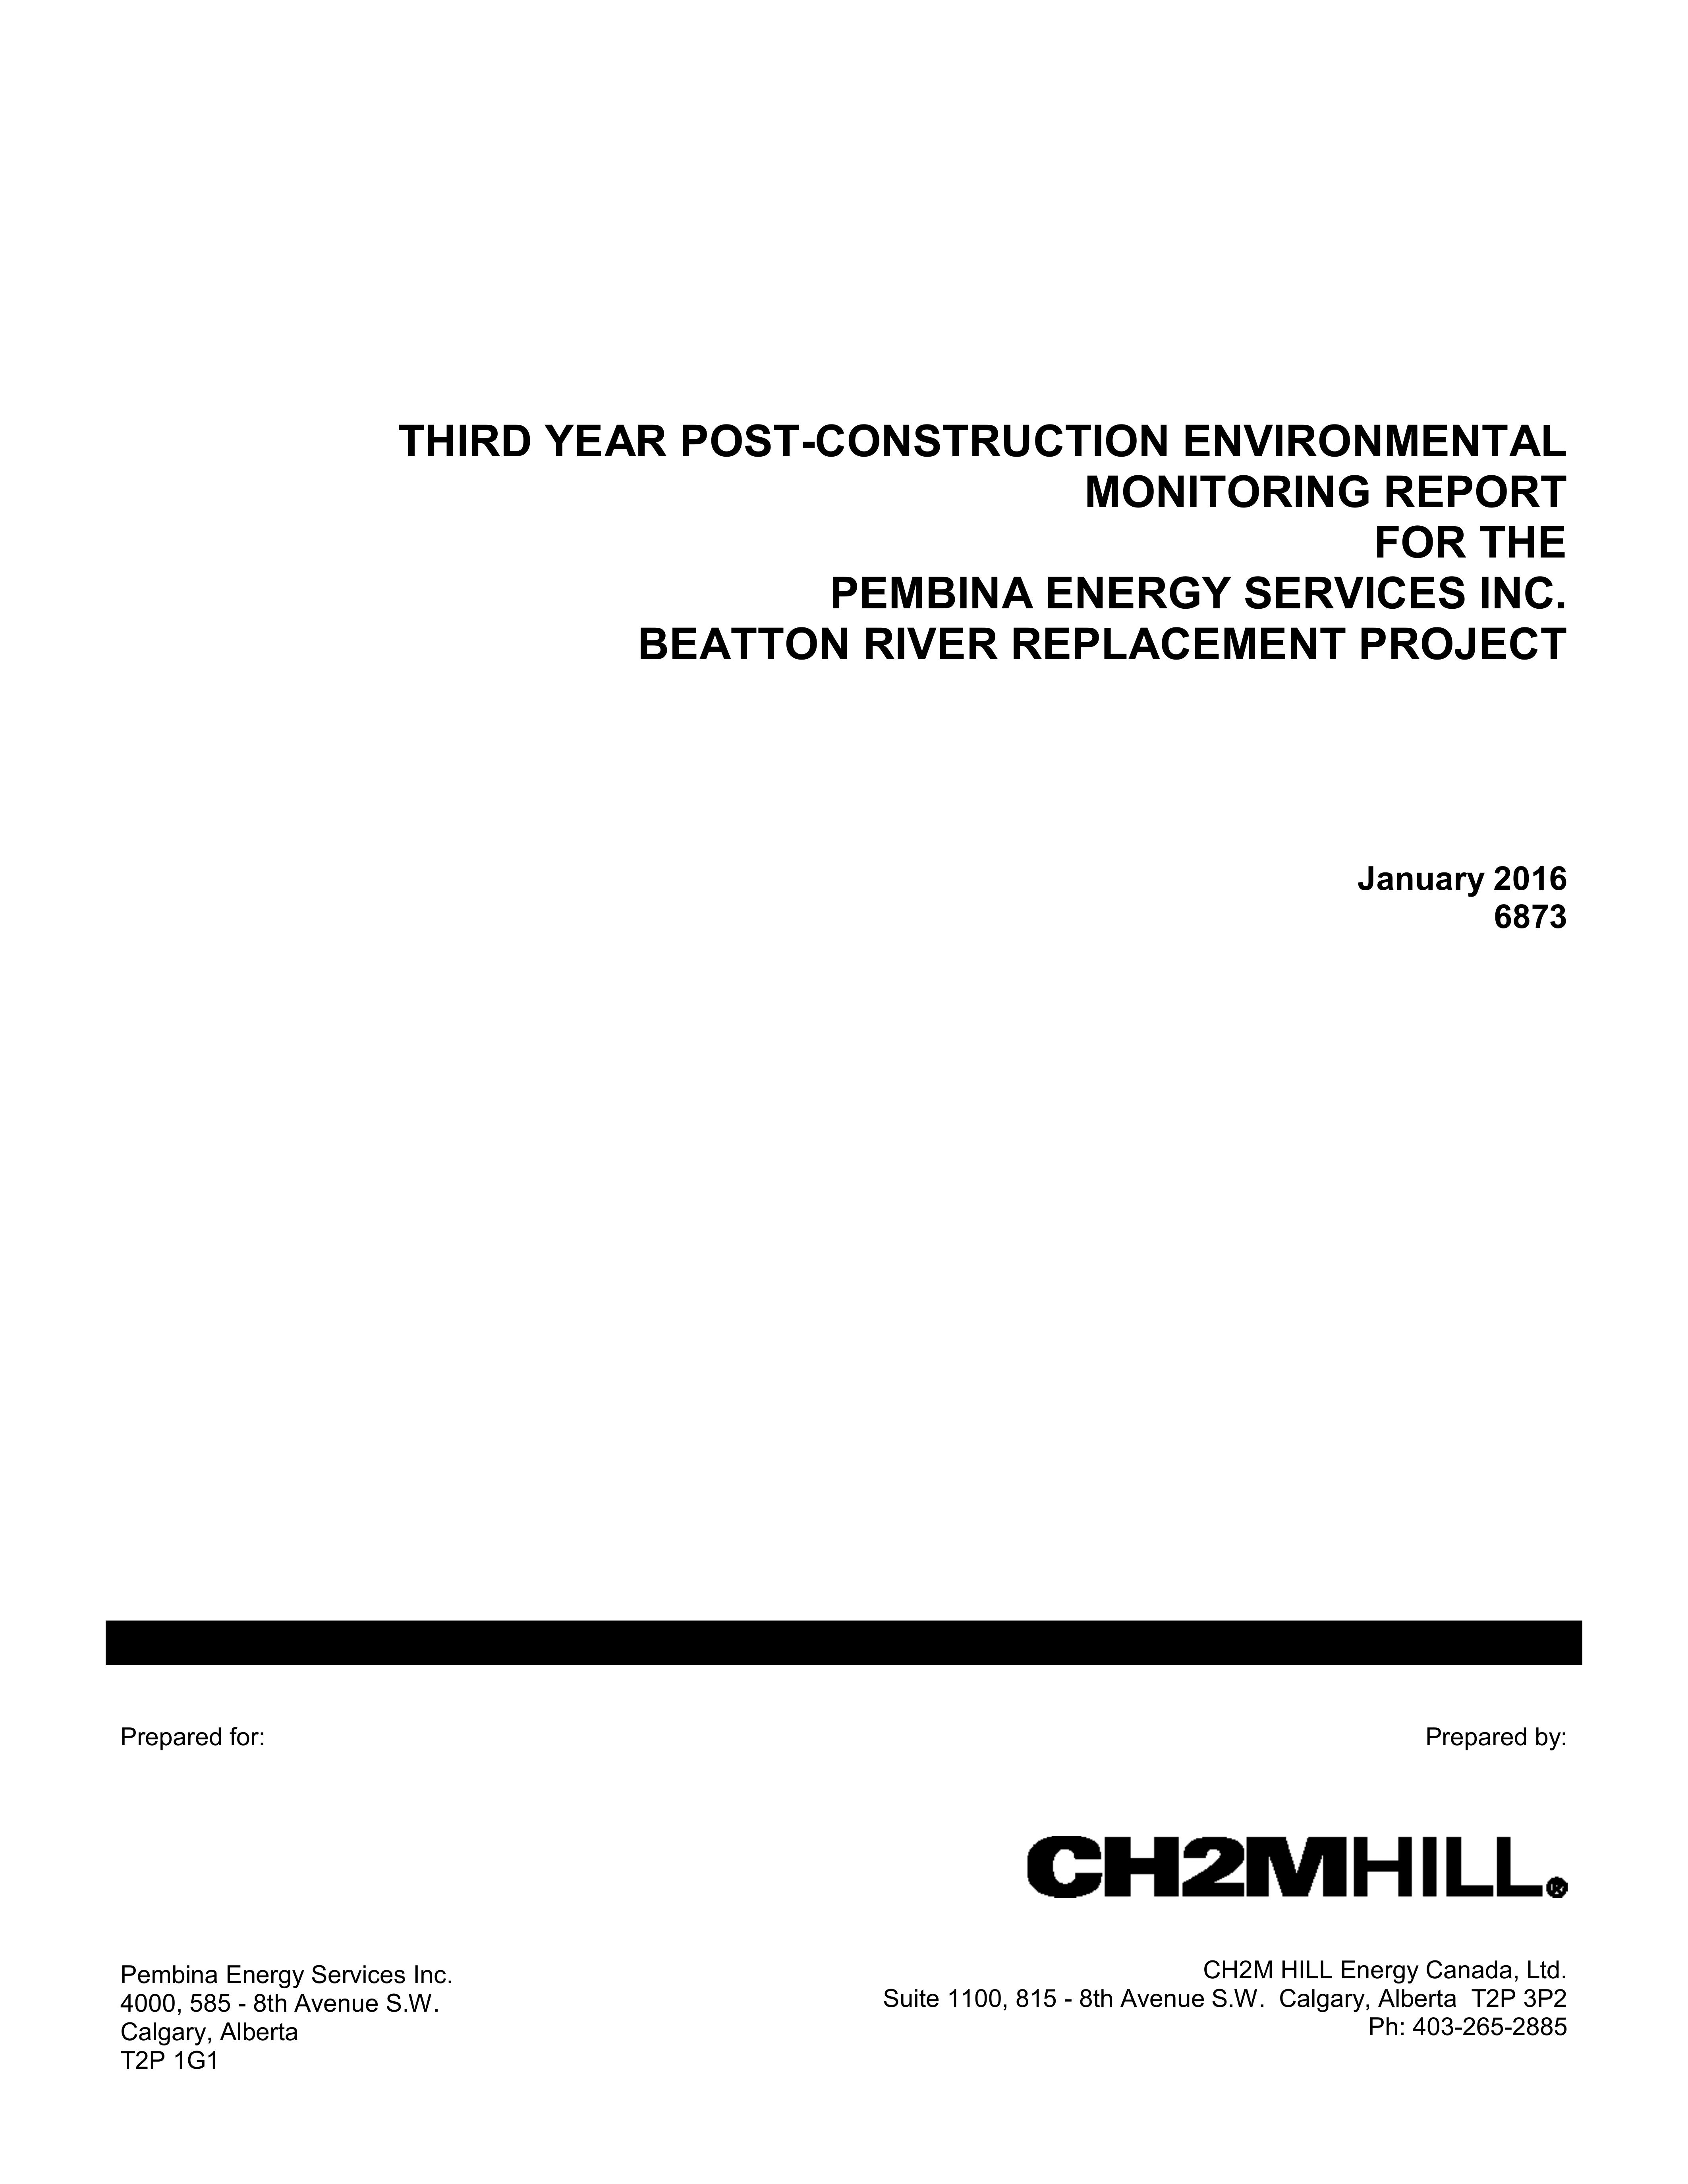 THIRD YEAR POST-CONSTRUCTION ENVIRONMENTAL
MONITORING REPORT
FOR THE
PEMBINA ENERGY SERVICES INC.
BEATTON RIVER REPLACEMENT PROJECT
January 2016
6873
Prepared for:
Prepared by:
CH2MHILL®
Pembina Energy Services Inc.
4000, 585 - 8th Avenue S.W.
Calgary, Alberta
T2P 1G1
CH2M HILL Energy Canada, Ltd.
Suite 1100, 815 - 8th Avenue S.W.  Calgary, Alberta  T2P 3P2
Ph: 403-265-2885